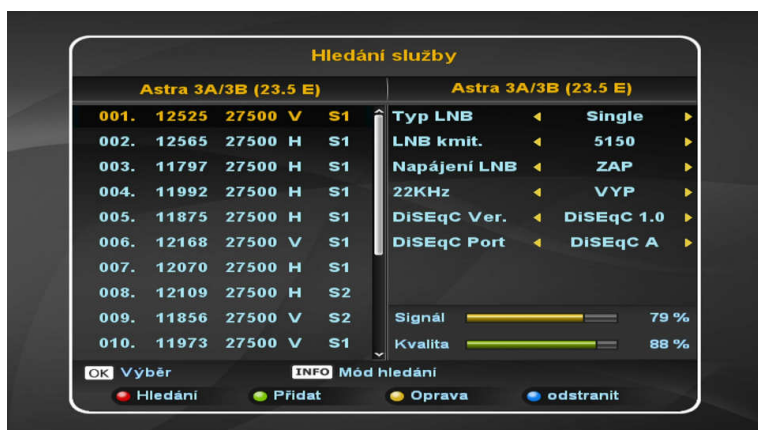 Hledání služby
Astra 3A/3B (23.5 E)
Astra 3A/3B (23.5 E)
001. 12525 27500 V S1
002. 12565 27500 H S1
003. 11797 27500 H S1
004. 11992 27500 H S1
005. 11875 27500 H S1
006. 12168 27500 V S1
007. 12070 27500 H S1
008. 12109 27500 H S2
009. 11856 27500 V S2
010. 11973 27500 V S1
Typ LNB Single
LNB kmit. 5150
Napájení LNB ZAP
22KHz VYP
DiSEqC Ver. DiSEqC 1.0
DiSEqC Port DiSEqC A
Signál 79 %
Kvalita 88 %
OK Výběr INFO Mód hledání
Hledání Přidat Oprava odstranit